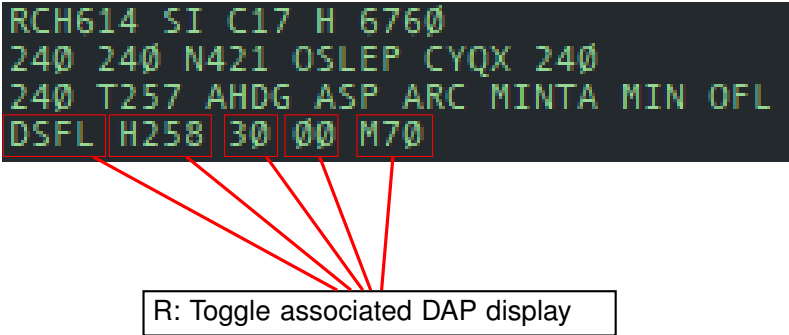 RCH614 SI C17 H 676Ø
24Ø 24Ø N421 OSLEP CYQX 24Ø
24Ø T257 AHDG ASP ARC MINTA MIN OFL
DSFL H258 3Ø ØØ M7Ø
R: Toggle associated DAP display